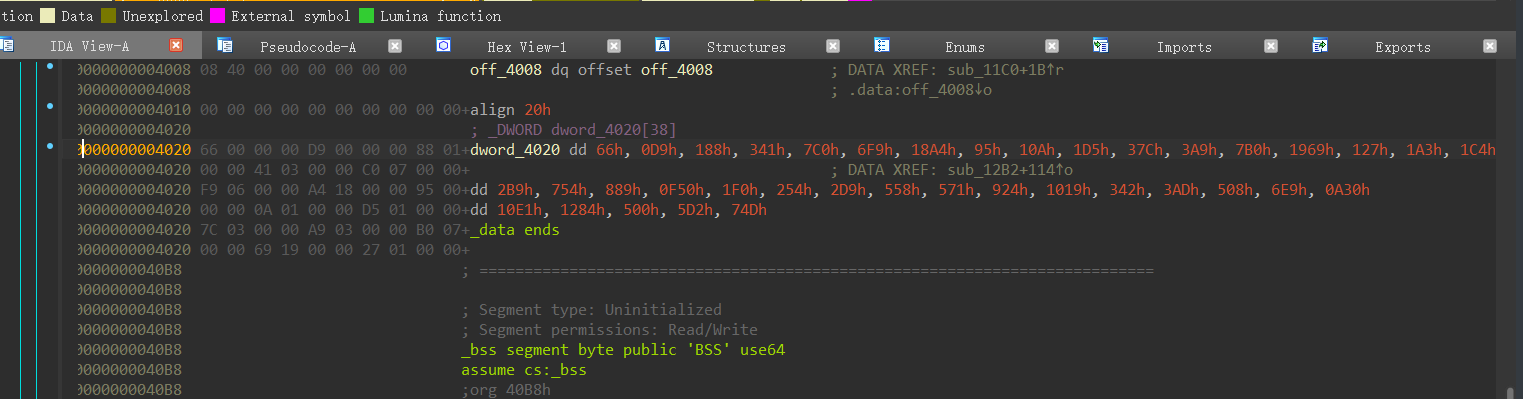 tion Data Unexplored External symbol Lumina function
IDA View-A Pseudocode-A Hex View-1 Structures Enums Imports Exports
0000000004008 08 40 00 00 00 00 00 00 off_4008 dq offset off_4008 ; DATA XREF: sub_11C0+1B↑r
0000000004008 ; .data:off_4008↓o
0000000004010 00 00 00 00 00 00 00 00 00 00+align 20h
0000000004020 ; _DWORD dword_4020[38]
0000000004020 66 00 00 00 D9 00 00 00 88 01+dword_4020 dd 66h, 0D9h, 188h, 341h, 7C0h, 6F9h, 18A4h, 95h, 10Ah, 1D5h, 37Ch, 3A9h, 7B0h, 1969h, 127h, 1A3h, 1C4h
0000000004020 00 00 41 03 00 00 C0 07 00 00+ ; DATA XREF: sub_12B2+114↑o
0000000004020 F9 06 00 00 A4 18 00 00 95 00+dd 2B9h, 754h, 889h, 0F50h, 1F0h, 254h, 2D9h, 558h, 571h, 924h, 1019h, 342h, 3ADh, 508h, 6E9h, 0A30h
0000000004020 00 00 0A 01 00 00 D5 01 00 00+dd 10E1h, 1284h, 500h, 5D2h, 74Dh
0000000004020 7C 03 00 00 A9 03 00 00 B0 07+_data ends
0000000004020 00 00 69 19 00 00 27 01 00 00+
00000000040B8 ; ===========================================================================
00000000040B8
00000000040B8 ; Segment type: Uninitialized
00000000040B8 ; Segment permissions: Read/Write
00000000040B8 _bss segment byte public 'BSS' use64
00000000040B8 assume cs:_bss
00000000040B8 ;org 40B8h